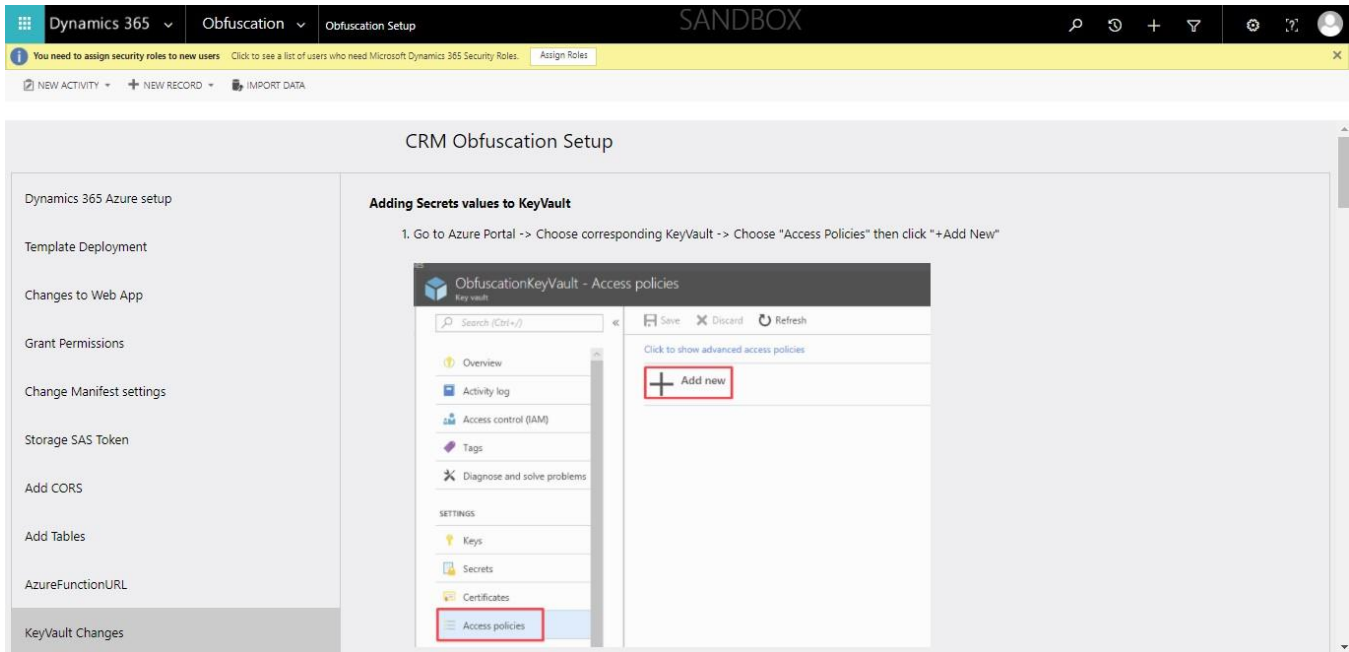 Dynamics 365 Obfuscation Obfuscation Setup SANDBOX
You need to assign security roles to new users Click to see a list of users who need Microsoft Dynamics 365 Security Roles. Assign Roles
NEW ACTIVITY NEW RECORD IMPORT DATA
CRM Obfuscation Setup
Dynamics 365 Azure setup
Template Deployment
Changes to Web App
Grant Permissions
Change Manifest settings
Storage SAS Token
Add CORS
Add Tables
AzureFunctionURL
KeyVault Changes
Adding Secrets values to KeyVault
1. Go to Azure Portal -> Choose corresponding KeyVault -> Choose "Access Policies" then click "+Add New"
ObfuscationKeyVault - Access policies
Key vault
Search (Ctrl+/)
Save Discard Refresh
Click to show advanced access policies
Add new
Overview
Activity log
Access control (IAM)
Tags
Diagnose and solve problems
SETTINGS
Keys
Secrets
Certificates
Access policies